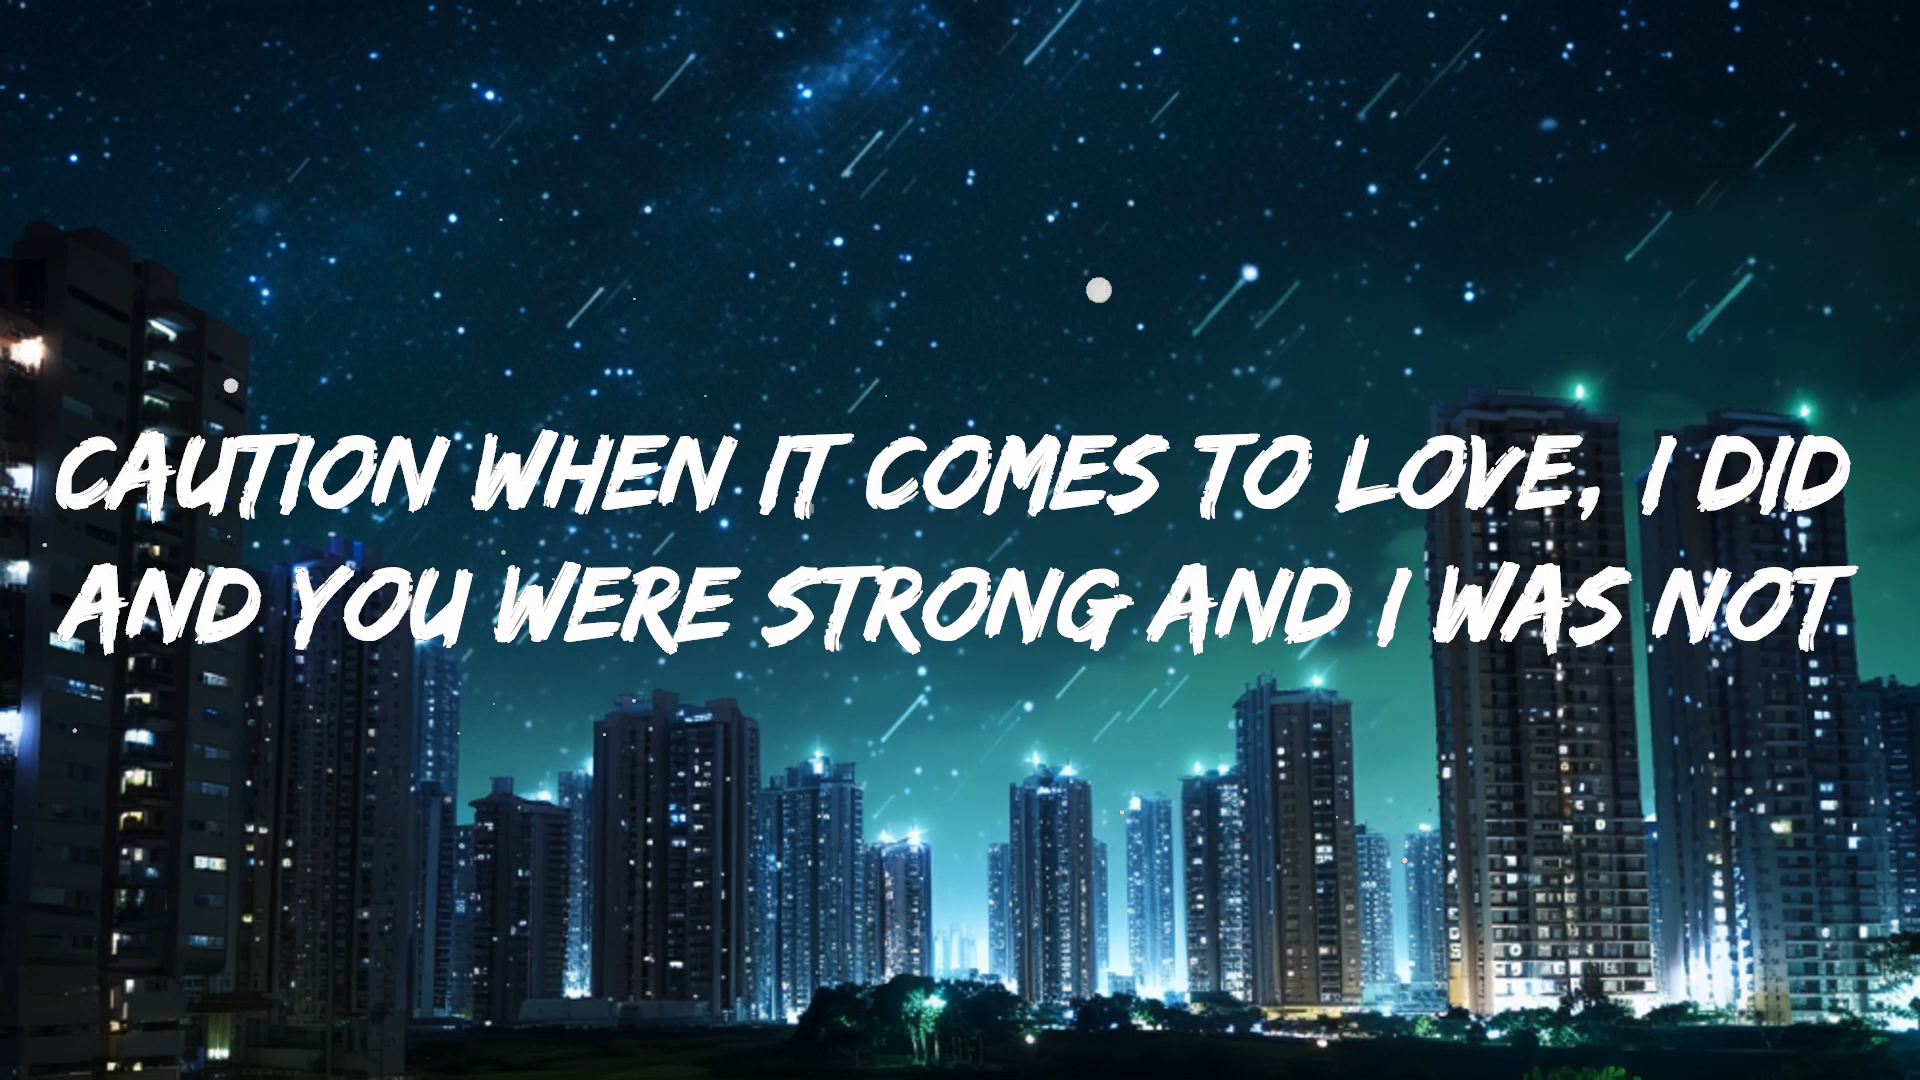 CAUTION WHEN IT COMES TO LOVE, I DID
AND YOU WERE STRONG AND I WAS NOT